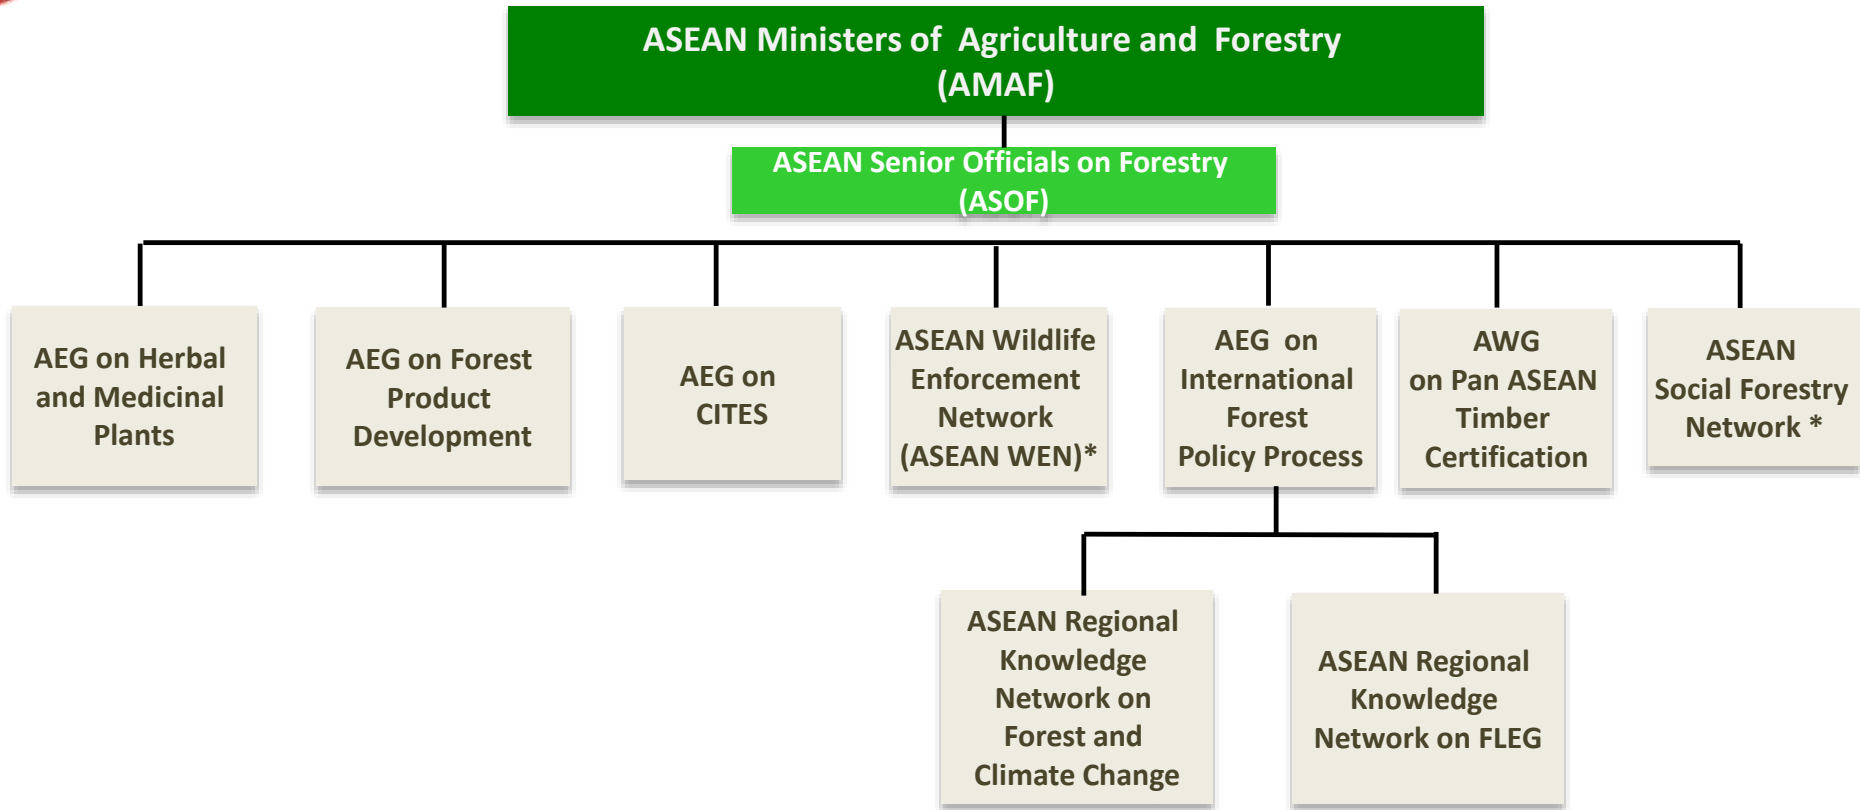 ASEAN Ministers of Agriculture and Forestry
(AMAF)
ASEAN Senior Officials on Forestry
(ASOF)
AEG on Herbal
and Medicinal
Plants
AEG on Forest
Product
Development
AEG on
CITES
ASEAN Wildlife
Enforcement
Network
(ASEAN WEN)*
AEG on
International
Forest
Policy Process
AWG
on Pan ASEAN
Timber
Certification
ASEAN
Social Forestry
Network *
ASEAN Regional
Knowledge
Network on
Forest and
Climate Change
ASEAN Regional
Knowledge
Network on FLEG